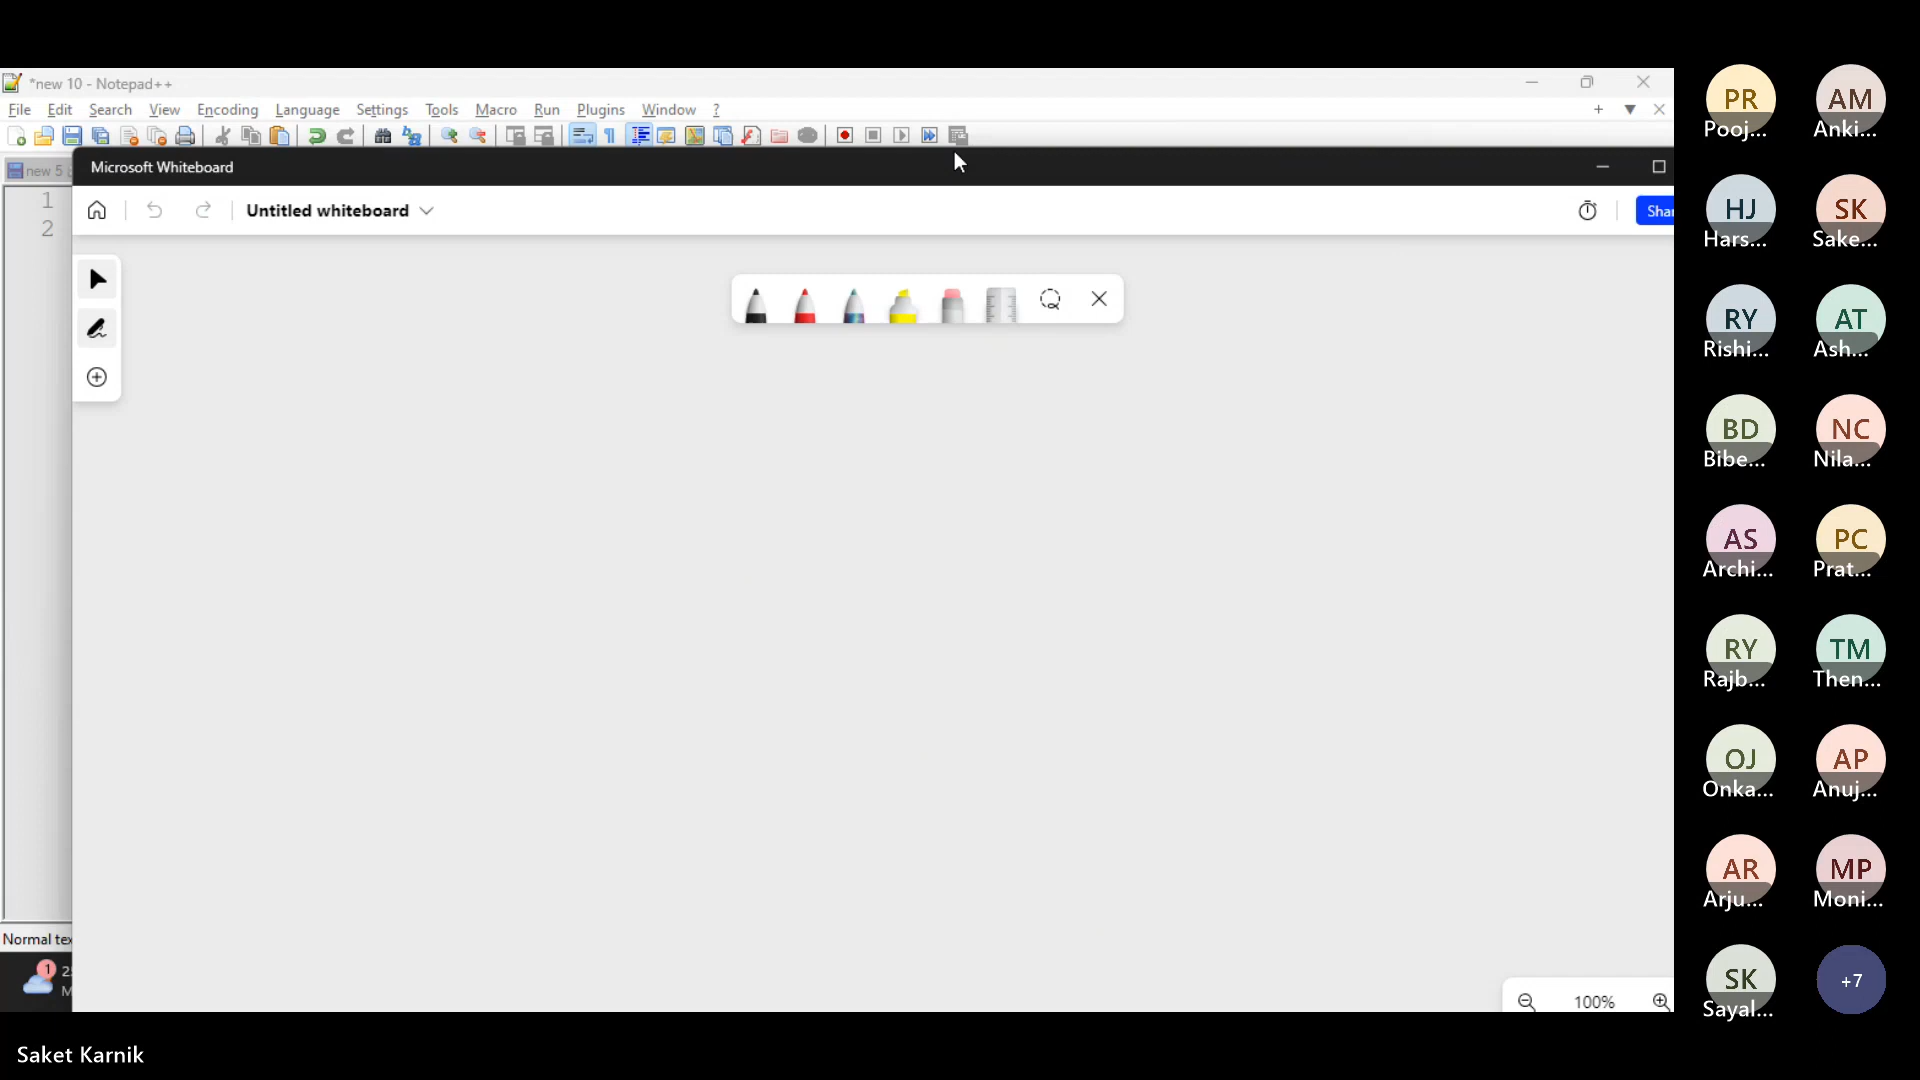 *new 10 - Notepad++
File Edit Search View Encoding Language Settings Tools Macro Run Plugins Window ?
new 5
Microsoft Whiteboard
Untitled whiteboard
Shar
1
2
Normal tex
1
100%
PR
Pooj...
AM
Anki...
HJ
Hars...
SK
Sake...
RY
Rishi...
AT
Ash...
BD
Bibe...
NC
Nila...
AS
Archi...
PC
Prat...
RY
Rajb...
TM
Then...
OJ
Onka...
AP
Anuj...
AR
Arju...
MP
Moni...
SK
Sayal...
+7
Saket Karnik